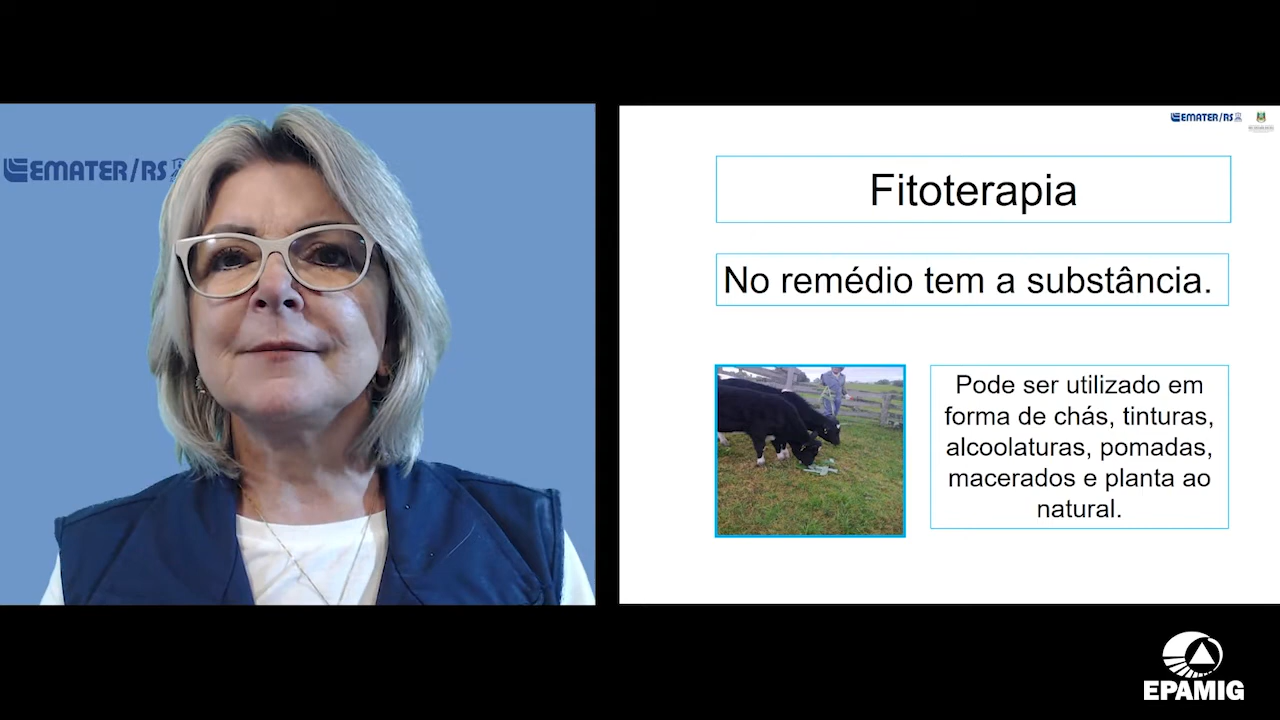 EMATER/RS
EMATER/RS
Fitoterapia
No remédio tem a substância.
Pode ser utilizado em
forma de chás, tinturas,
alcoolaturas, pomadas,
macerados e planta ao
natural.
EPAMIG